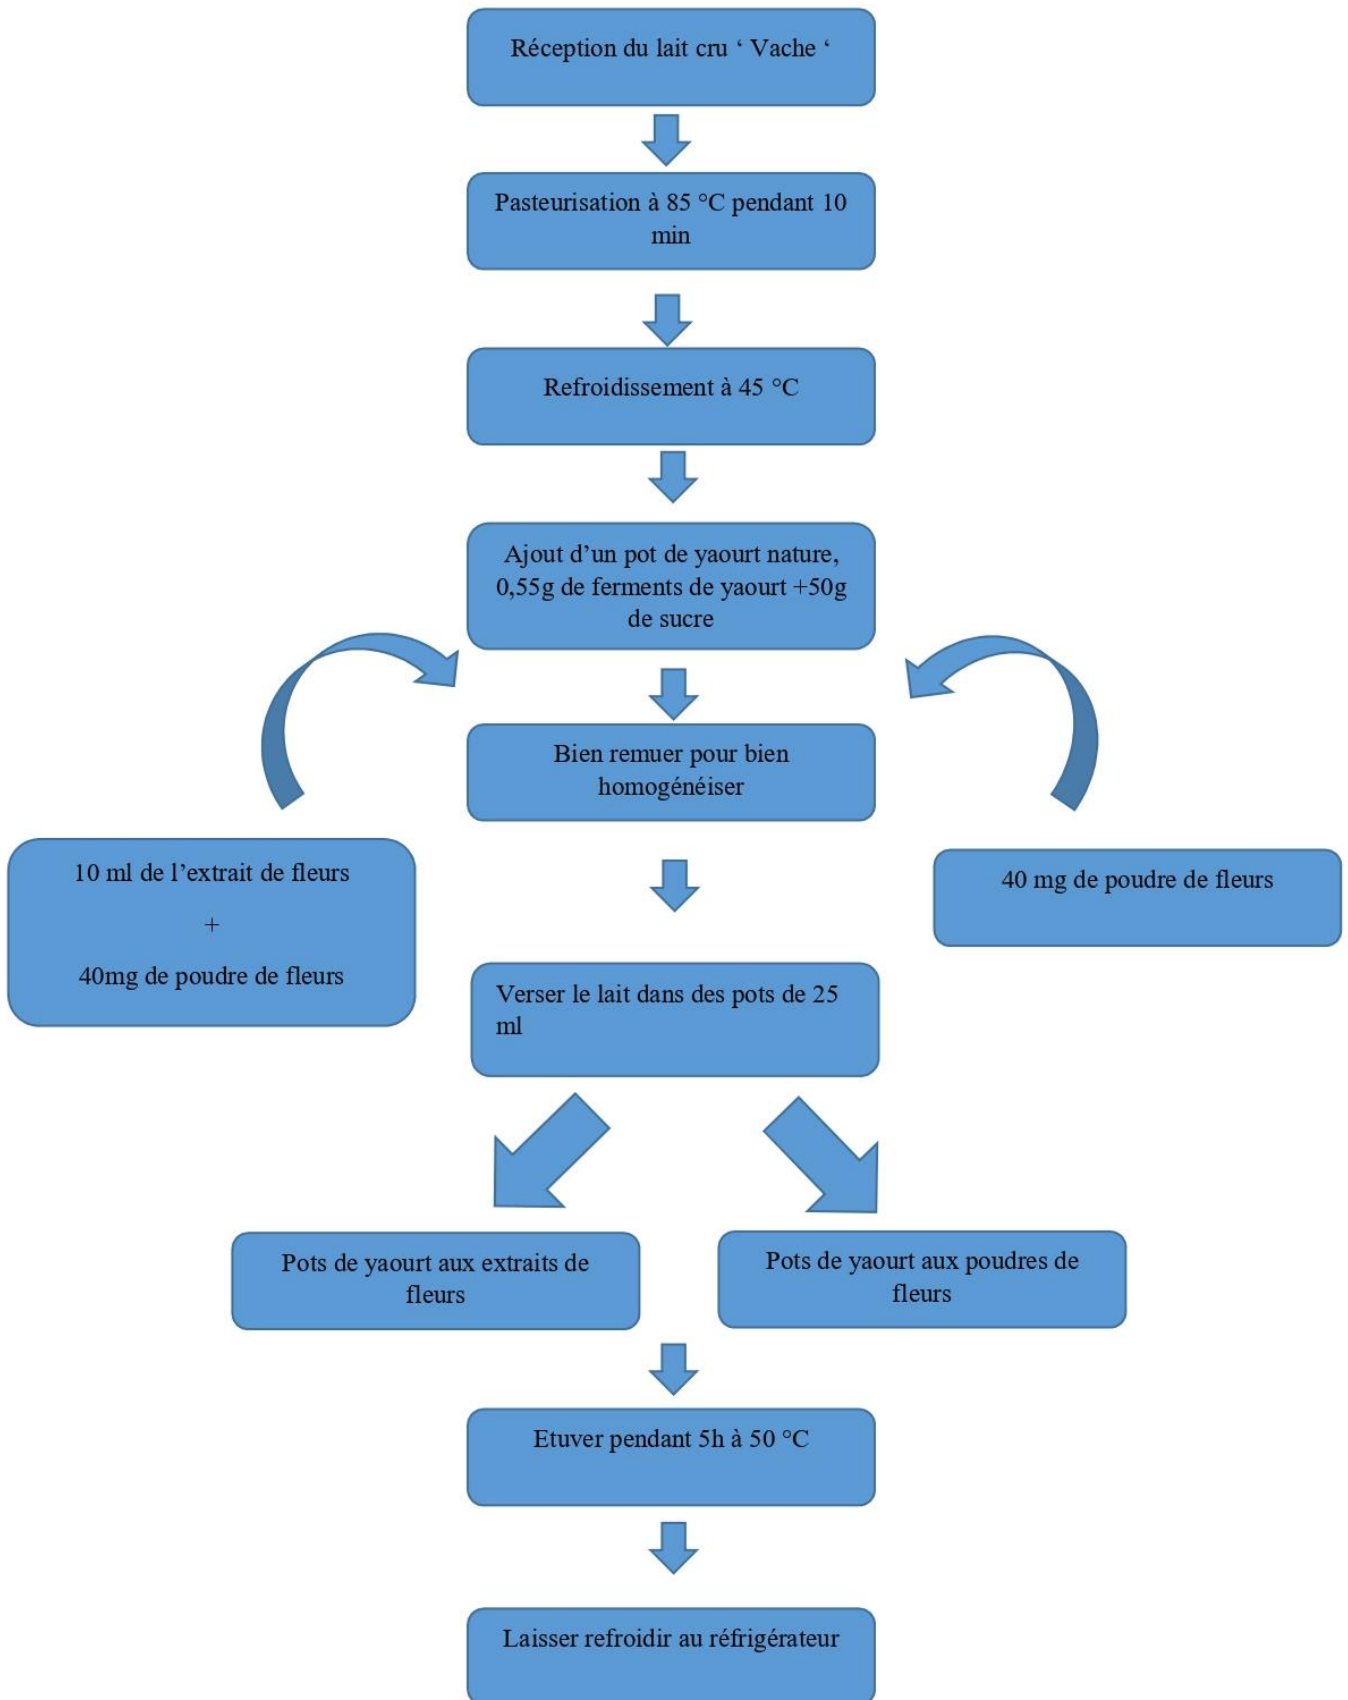 Réception du lait cru ‘ Vache ‘
Pasteurisation à 85 °C pendant 10
min
Refroidissement à 45 °C
Ajout d’un pot de yaourt nature,
0,55g de ferments de yaourt +50g
de sucre
Bien remuer pour bien
homogénéiser
10 ml de l’extrait de fleurs
+
40mg de poudre de fleurs
40 mg de poudre de fleurs
Verser le lait dans des pots de 25
ml
Pots de yaourt aux extraits de
fleurs
Pots de yaourt aux poudres de
fleurs
Etuver pendant 5h à 50 °C
Laisser refroidir au réfrigérateur